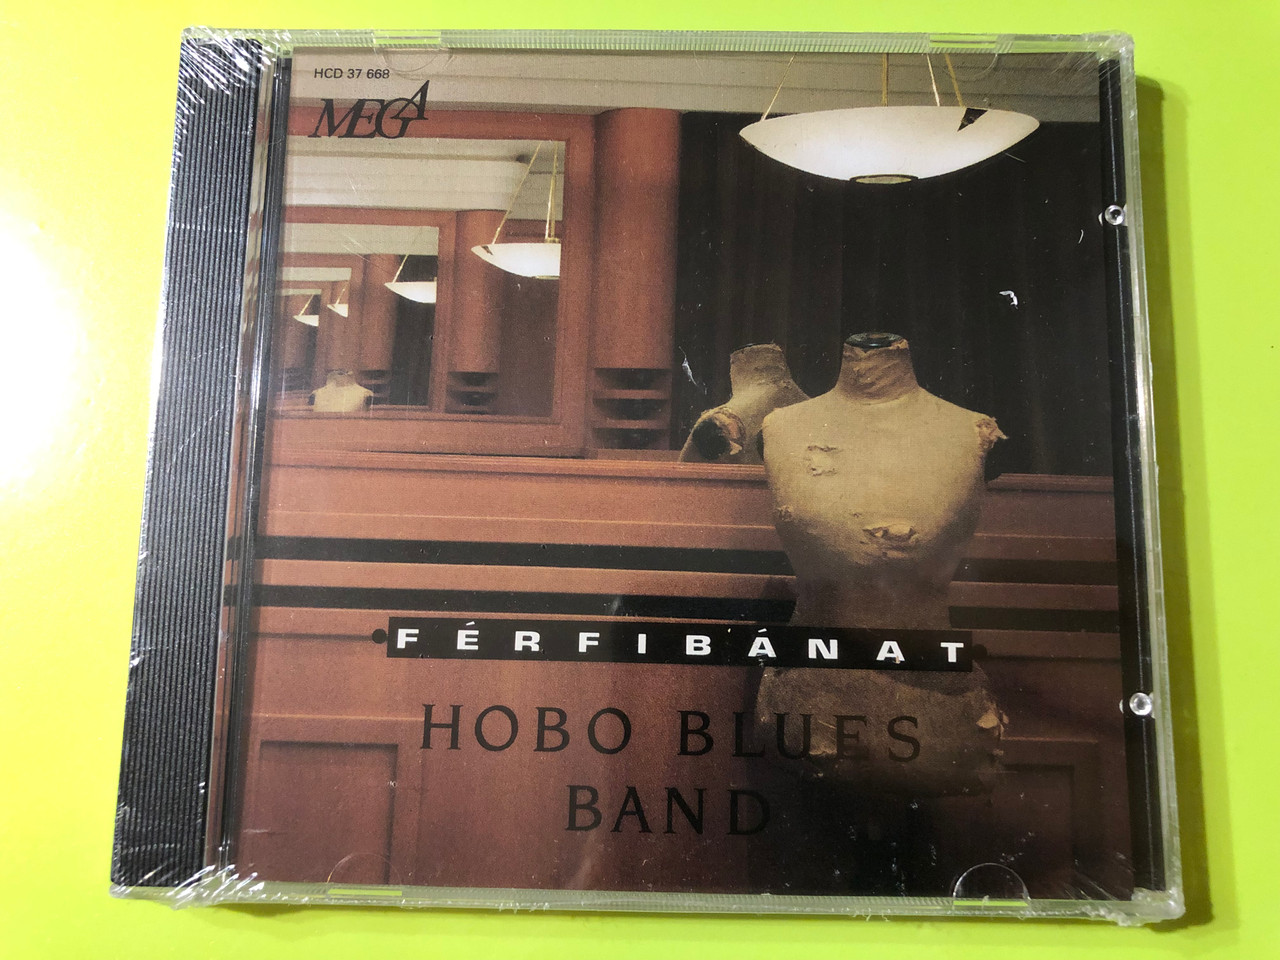 HCD 37 668
MEGA
FÉRFIBÁNAT
HOBO BLUES
BAND